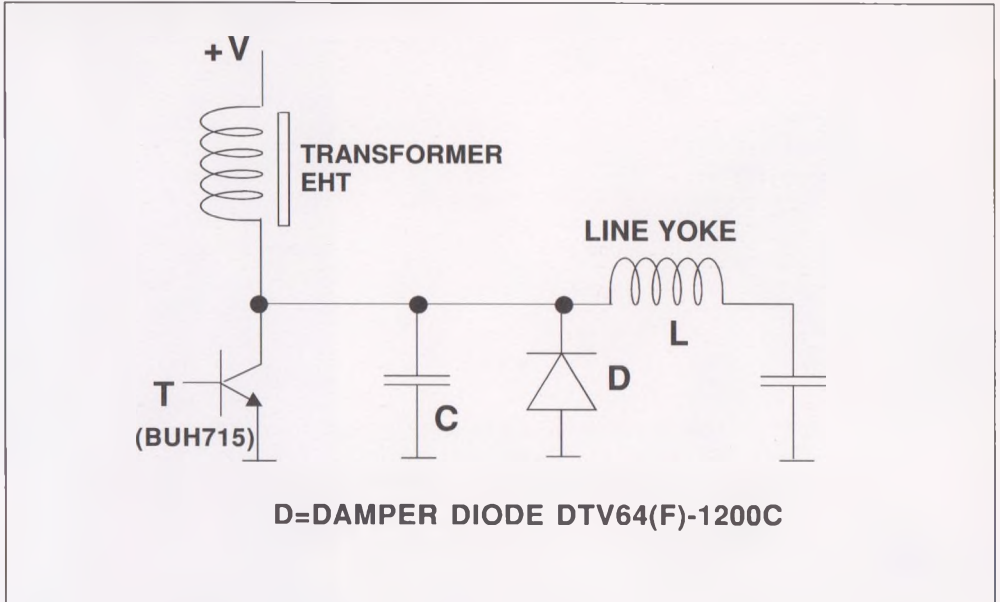 +V
TRANSFORMER
EHT
LINE YOKE
L
T
(BUH715)
C
D
D=DAMPER DIODE DTV64(F)-1200C